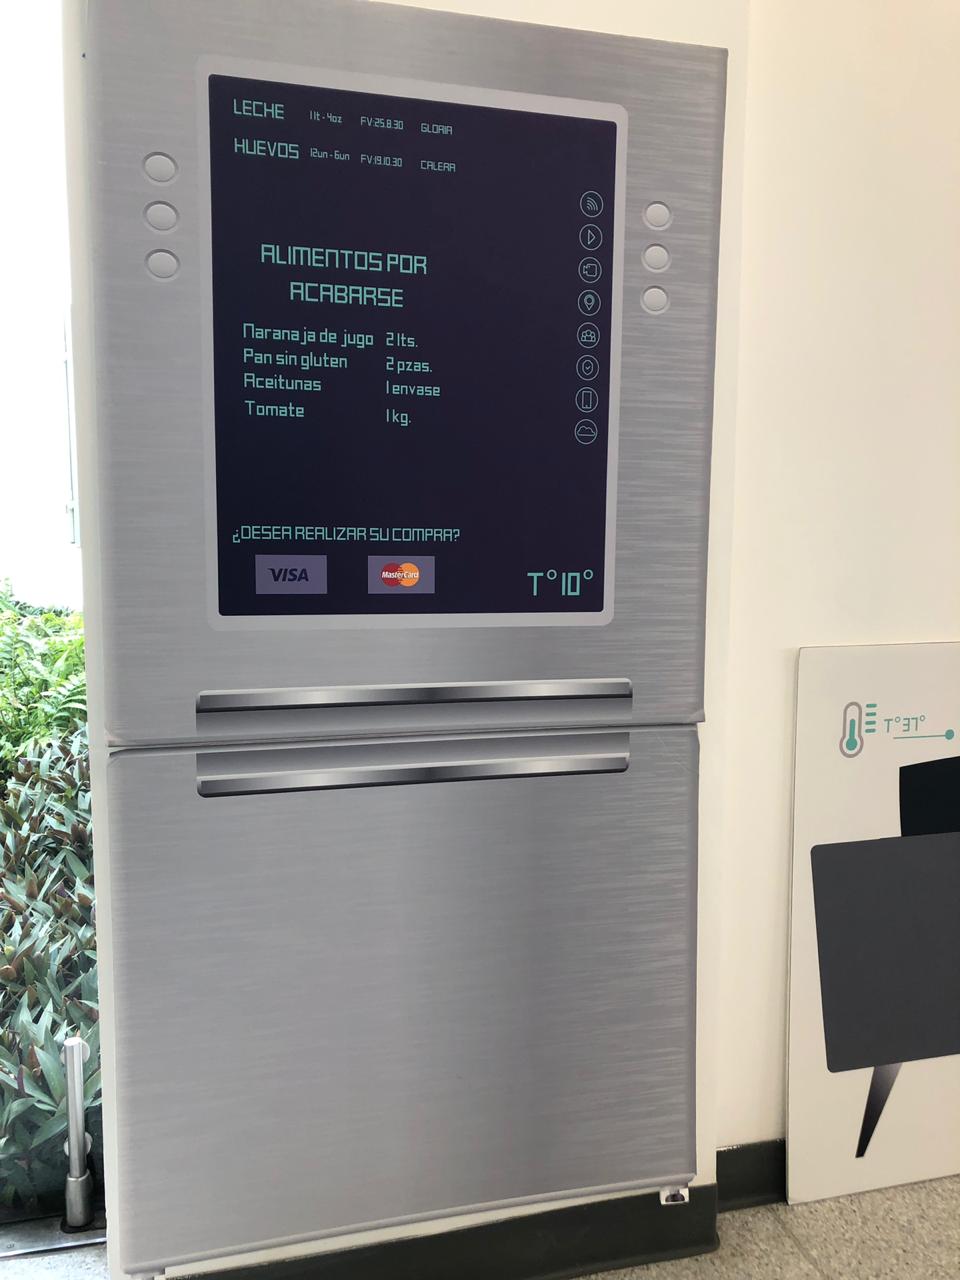 LECHE 1lt - 4oz FV:25.8.30 GLORIA
HUEVOS 12un - 6un FV:19.10.30 CALERA
ALIMENTOS POR
ACABARSE
Naranaja de jugo 2 lts.
Pan sin gluten 2 pzas.
Aceitunas 1 envase
Tomate 1 kg.
¿DESEA REALIZAR SU COMPRA?
VISA MasterCard
T°10°
T°37°